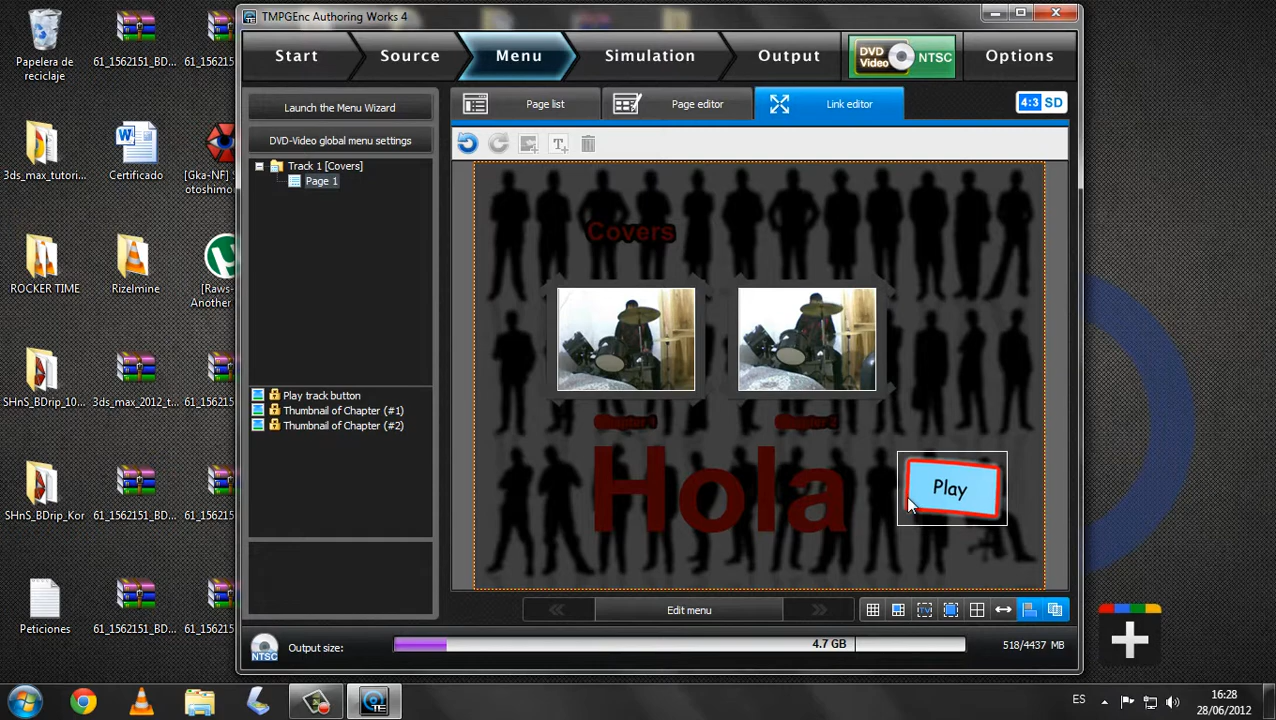 TMPGEnc Authoring Works 4
Start
Source
Menu
Simulation
Output
DVD Video NTSC
Options
Launch the Menu Wizard
Page list
Page editor
Link editor
4:3 SD
DVD-Video global menu settings
Track 1 [Covers]
Page 1
Covers
Play track button
Thumbnail of Chapter (#1)
Thumbnail of Chapter (#2)
Chapter 2
Hola
Play
Edit menu
NTSC
Output size:
4.7 GB
518/4437 MB
Papelera de
reciclaje
61_1562151_BD...
3ds_max_tutori...
Certificado
[Gka-NF] S
otoshimo
ROCKER TIME
Rizelmine
[Raws-
Another
SHnS_BDrip_10...
3ds_max_2012_t...
SHnS_BDrip_Kor
61_1562151_BD...
Peticiones
61_1562151_BD...
ES
16:28
28/06/2012